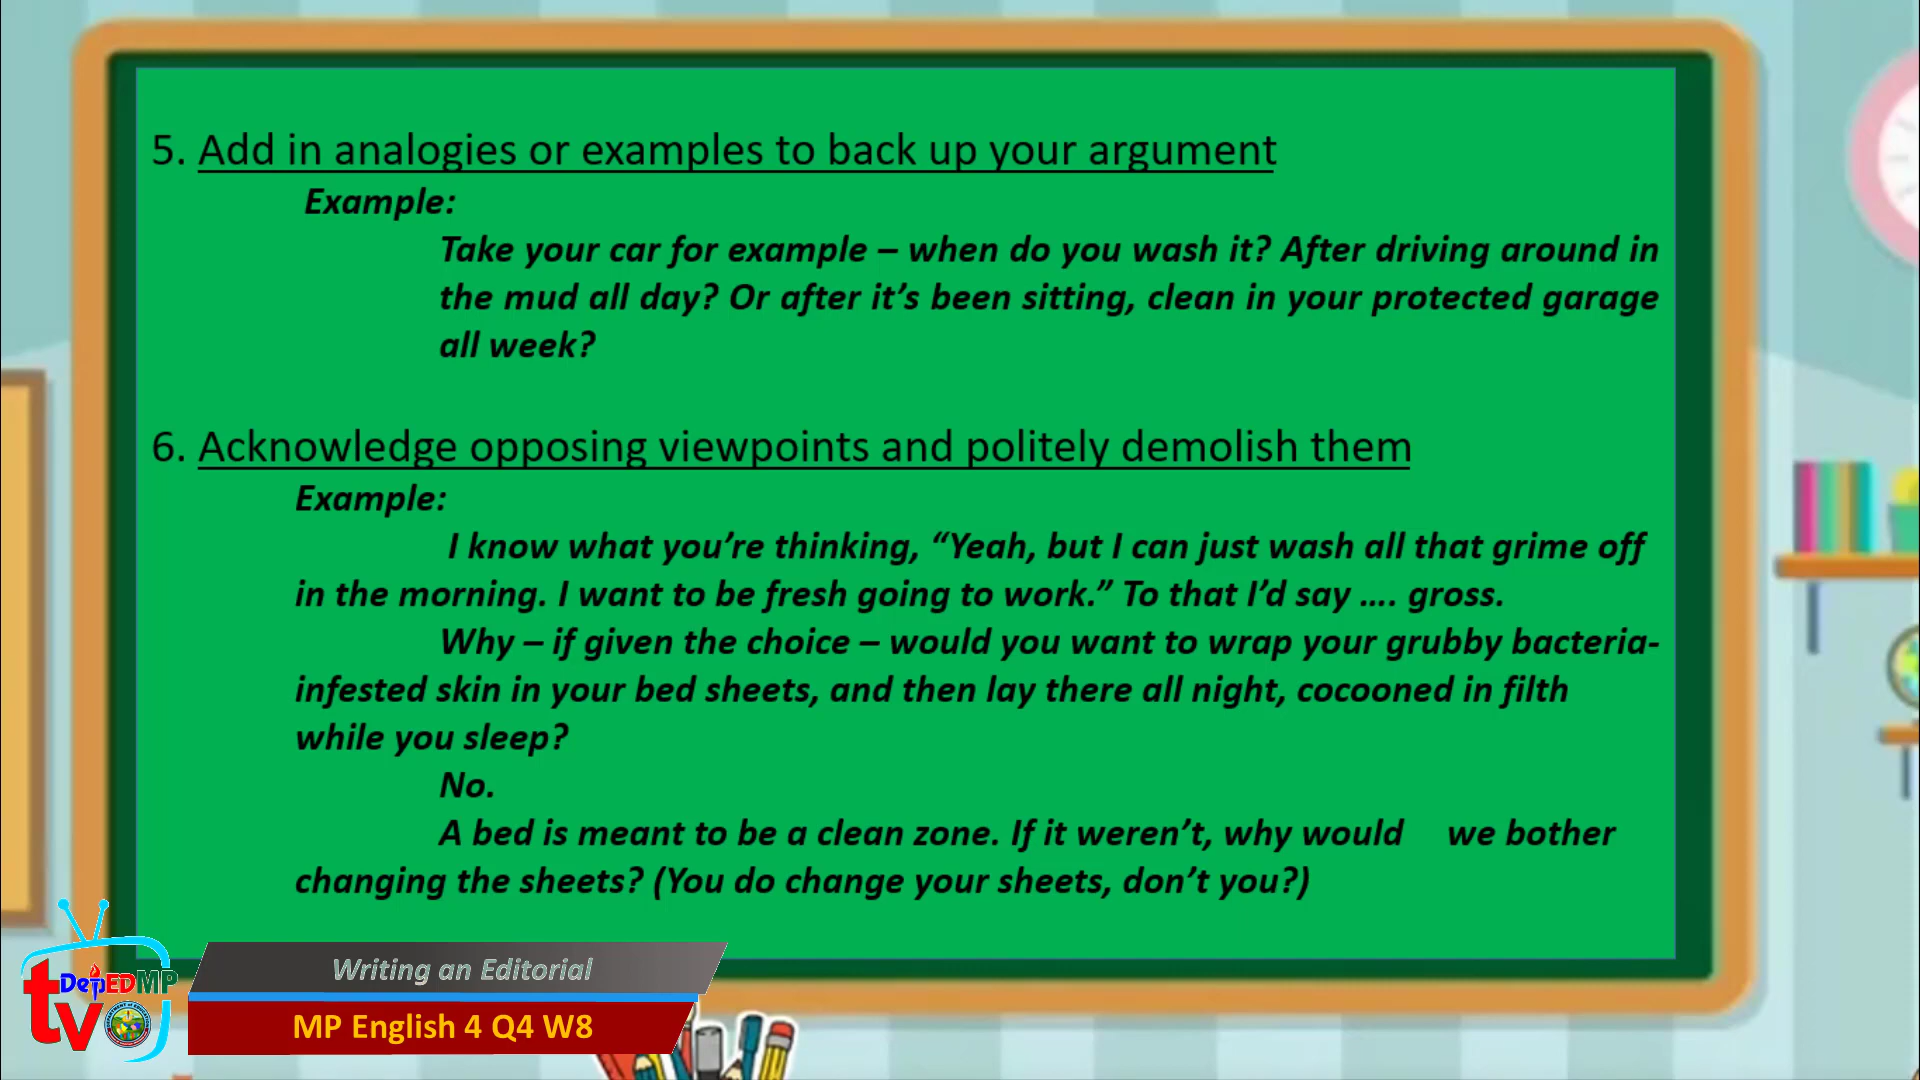 5. Add in analogies or examples to back up your argument
Example:
Take your car for example – when do you wash it? After driving around in
the mud all day? Or after it’s been sitting, clean in your protected garage
all week?
6. Acknowledge opposing viewpoints and politely demolish them
Example:
I know what you’re thinking, “Yeah, but I can just wash all that grime off
in the morning. I want to be fresh going to work.” To that I’d say .... gross.
Why – if given the choice – would you want to wrap your grubby bacteria-
infested skin in your bed sheets, and then lay there all night, cocooned in filth
while you sleep?
No.
A bed is meant to be a clean zone. If it weren’t, why would we bother
changing the sheets? (You do change your sheets, don’t you?)
DepEDMP
tv
Writing an Editorial
MP English 4 Q4 W8